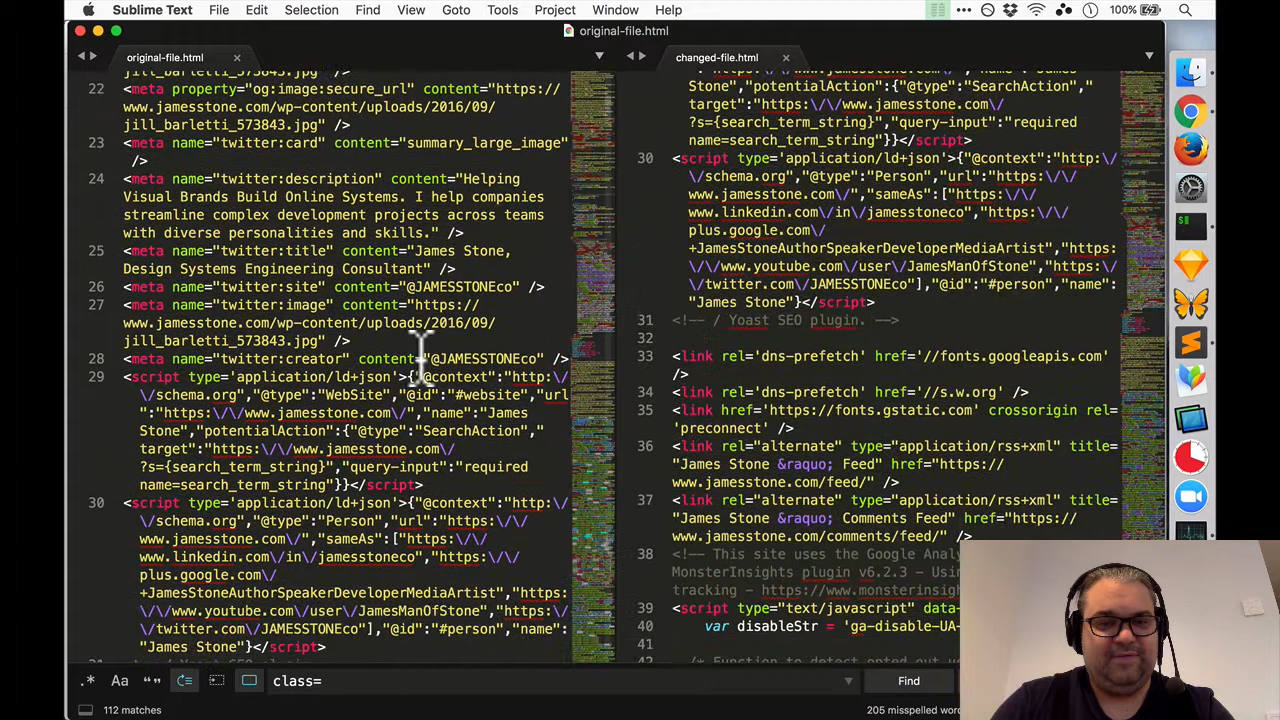 Sublime Text File Edit Selection Find View Goto Tools Project Window Help 100%
original-file.html
original-file.html
changed-file.html
jill_barletti_573843.jpg" />
22 <meta property="og:image:secure_url" content="https://
www.jamesstone.com/wp-content/uploads/2016/09/
jill_barletti_573843.jpg" />
23 <meta name="twitter:card" content="summary_large_image"
/>
24 <meta name="twitter:description" content="Helping
Visual Brands Build Online Systems. I help companies
streamline complex development projects across teams
with diverse personalities and skills." />
25 <meta name="twitter:title" content="James Stone,
Design Systems Engineering Consultant" />
26 <meta name="twitter:site" content="@JAMESSTONEco" />
27 <meta name="twitter:image" content="https://
www.jamesstone.com/wp-content/uploads/2016/09/
jill_barletti_573843.jpg" />
28 <meta name="twitter:creator" content="@JAMESSTONEco" />
29 <script type='application/ld+json'>{"@context":"http:\/
\/schema.org","@type":"WebSite","@id":"#website","url
":"https:\/\/www.jamesstone.com\/","name":"James
Stone","potentialAction":{"@type":"SearchAction","
target":"https:\/\/www.jamesstone.com\/
?s={search_term_string}","query-input":"required
name=search_term_string"}}</script>
30 <script type='application/ld+json'>{"@context":"http:\/
\/schema.org","@type":"Person","url":"https:\/\/
www.jamesstone.com\/","sameAs":["https:\/\/
www.linkedin.com\/in\/jamesstoneco","https:\/\/
plus.google.com\/
+JamesStoneAuthorSpeakerDeveloperMediaArtist","https:
\/\/www.youtube.com\/user\/JamesManOfStone","https:\/
\/twitter.com\/JAMESSTONEco"],"@id":"#person","name":
"James Stone"}</script>
Stone","potentialAction":{"@type":"SearchAction","
target":"https:\/\/www.jamesstone.com\/
?s={search_term_string}","query-input":"required
name=search_term_string"}}</script>
30 <script type='application/ld+json'>{"@context":"http:\/
\/schema.org","@type":"Person","url":"https:\/\/
www.jamesstone.com\/","sameAs":["https:\/\/
www.linkedin.com\/in\/jamesstoneco","https:\/\/
plus.google.com\/
+JamesStoneAuthorSpeakerDeveloperMediaArtist","https:
\/\/www.youtube.com\/user\/JamesManOfStone","https:\/
\/twitter.com\/JAMESSTONEco"],"@id":"#person","name":
"James Stone"}</script>
31 <!-- / Yoast SEO plugin. -->
32
33 <link rel='dns-prefetch' href='//fonts.googleapis.com'
/>
34 <link rel='dns-prefetch' href='//s.w.org' />
35 <link href='https://fonts.gstatic.com' crossorigin rel=
'preconnect' />
36 <link rel="alternate" type="application/rss+xml" title=
"James Stone &raquo; Feed" href="https://
www.jamesstone.com/feed/" />
37 <link rel="alternate" type="application/rss+xml" title=
"James Stone &raquo; Comments Feed" href="https://
www.jamesstone.com/comments/feed/" />
38 <!-- This site uses the Google Analy
MonsterInsights plugin v6.2.3 - Usin
tracking - https://www.monsterinsigh
39 <script type="text/javascript" data-
40 var disableStr = 'ga-disable-UA-
41
42 /* Function to detect opted out us
.* Aa “” class= Find
112 matches 205 misspelled word